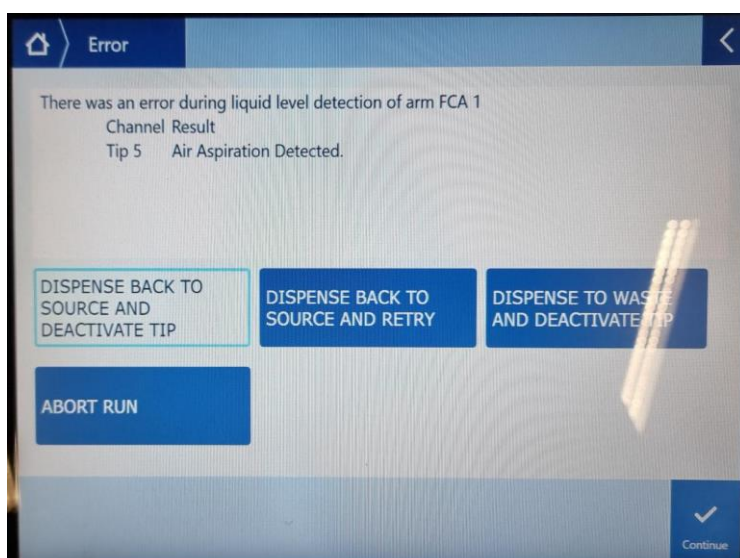 Error
There was an error during liquid level detection of arm FCA 1
Channel Result
Tip 5 Air Aspiration Detected.
DISPENSE BACK TO
SOURCE AND
DEACTIVATE TIP
DISPENSE BACK TO
SOURCE AND RETRY
DISPENSE TO WASTE
AND DEACTIVATE TIP
ABORT RUN
Continue